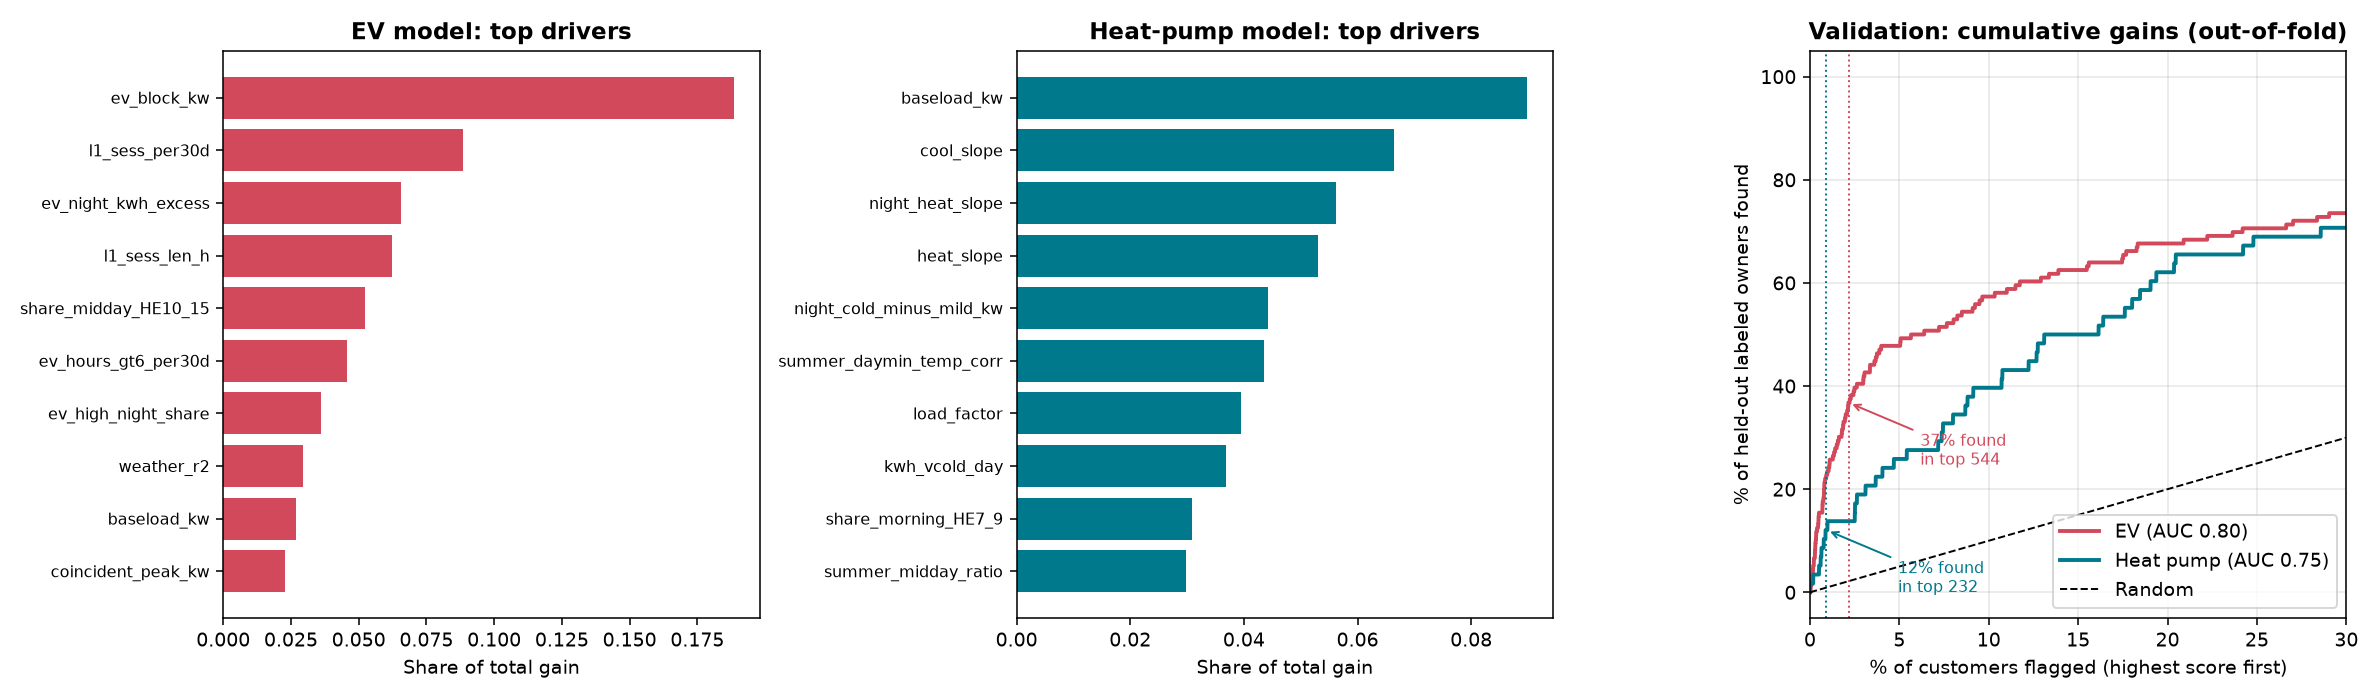 EV model: top drivers
ev_block_kw
l1_sess_per30d
ev_night_kwh_excess
l1_sess_len_h
share_midday_HE10_15
ev_hours_gt6_per30d
ev_high_night_share
weather_r2
baseload_kw
coincident_peak_kw
0.000 0.025 0.050 0.075 0.100 0.125 0.150 0.175
Share of total gain
Heat-pump model: top drivers
baseload_kw
cool_slope
night_heat_slope
heat_slope
night_cold_minus_mild_kw
summer_daymin_temp_corr
load_factor
kwh_vcold_day
share_morning_HE7_9
summer_midday_ratio
0.00 0.02 0.04 0.06 0.08
Share of total gain
Validation: cumulative gains (out-of-fold)
% of held-out labeled owners found
100
80
60
40
20
0
37% found
in top 544
12% found
in top 232
EV (AUC 0.80)
Heat pump (AUC 0.75)
Random
0 5 10 15 20 25 30
% of customers flagged (highest score first)